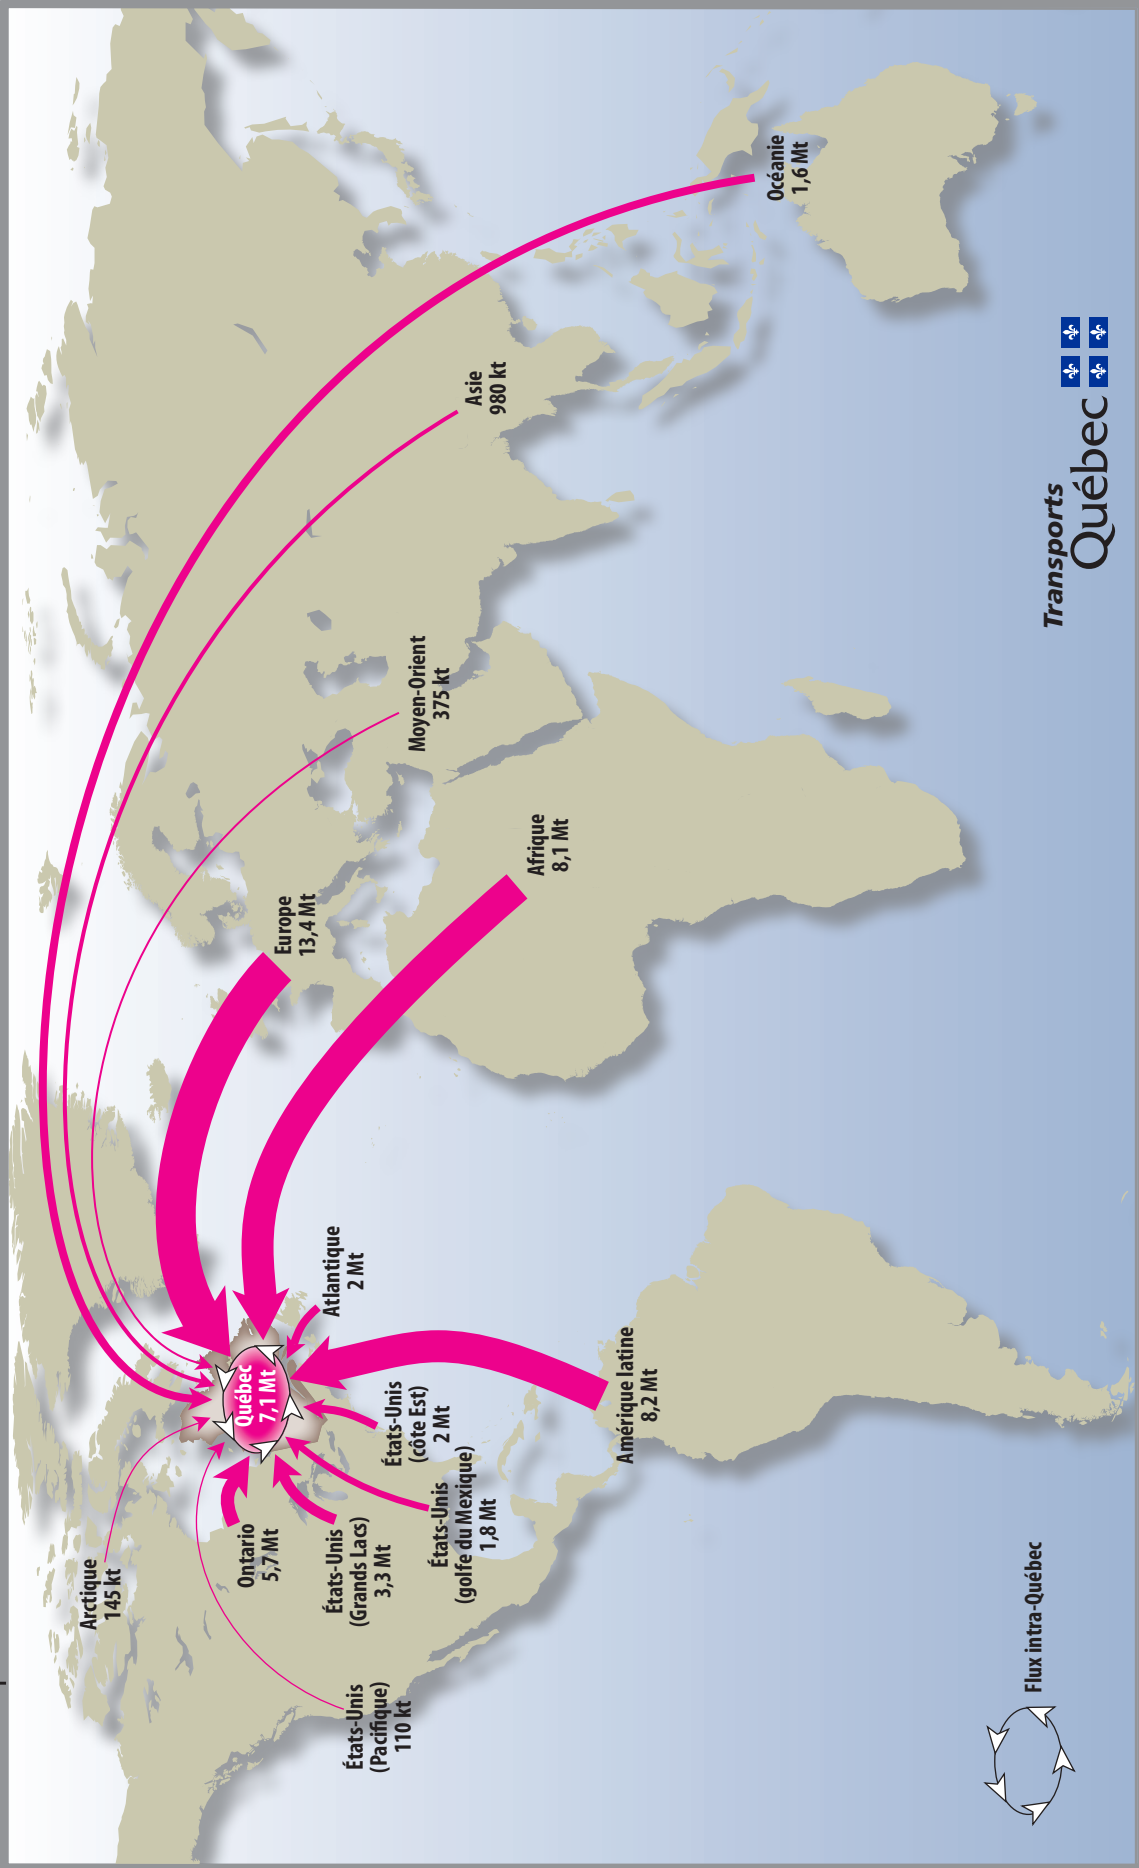 Arctique
145 kt
États-Unis
(Pacifique)
110 kt
Ontario
5,7 Mt
États-Unis
(Grands Lacs)
3,3 Mt
États-Unis
(golfe du Mexique)
1,8 Mt
États-Unis
(côte Est)
2 Mt
Québec
7,1 Mt
Atlantique
2 Mt
Amérique latine
8,2 Mt
Europe
13,4 Mt
Afrique
8,1 Mt
Moyen-Orient
375 kt
Asie
980 kt
Océanie
1,6 Mt
Flux intra-Québec
Transports
Québec